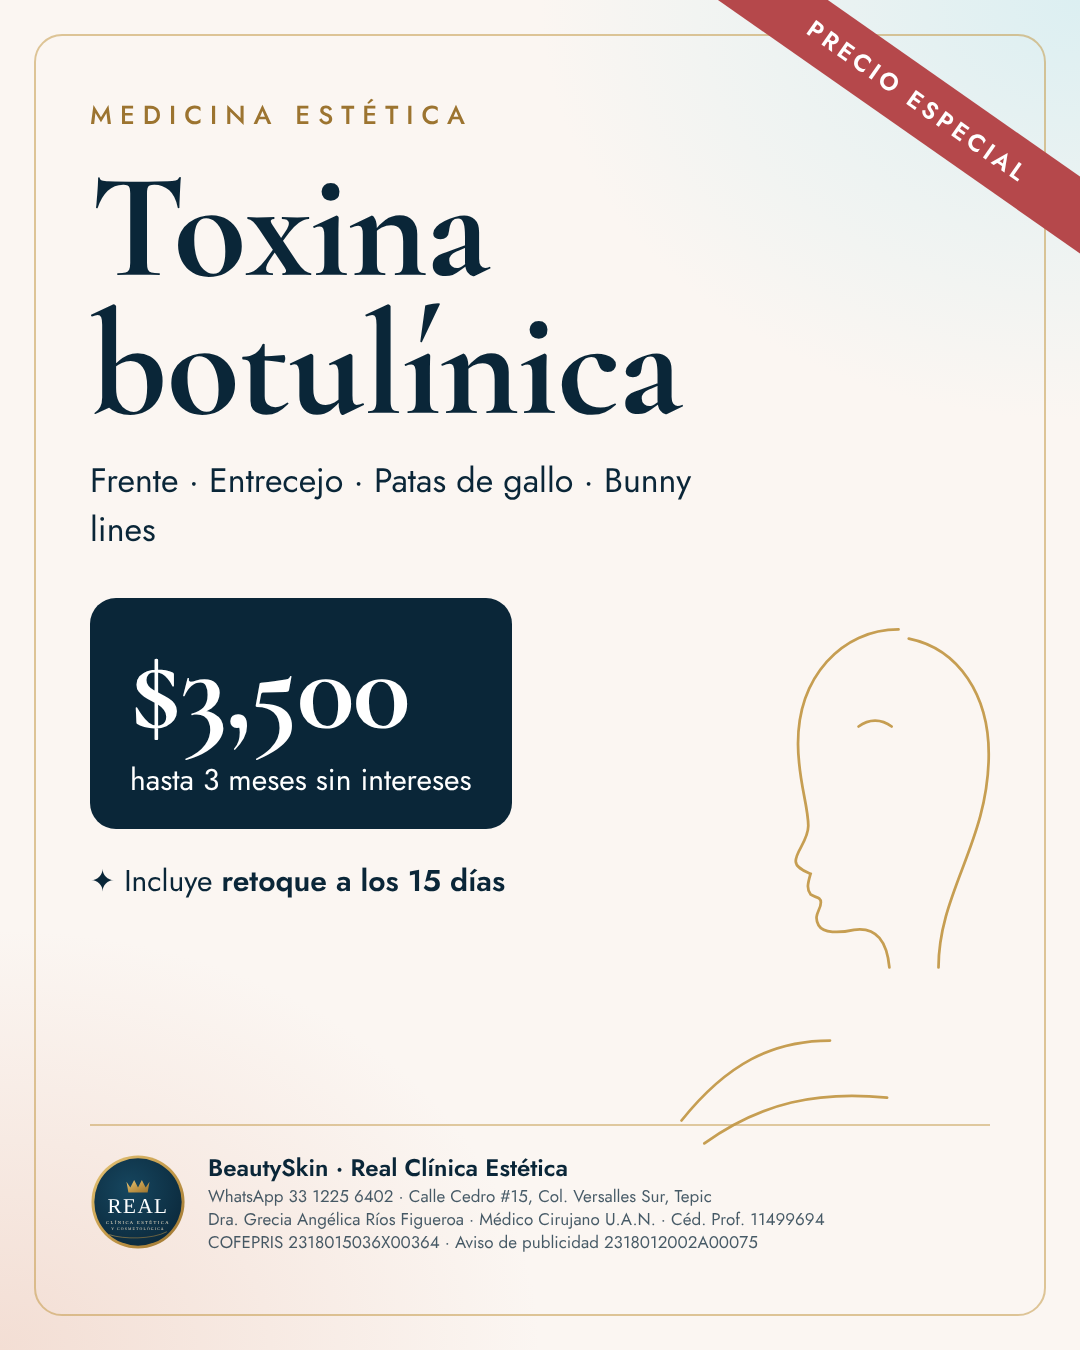 PRECIO ESPECIAL
MEDICINA ESTÉTICA
Toxina
botulínica
Frente · Entrecejo · Patas de gallo · Bunny
lines
$3,500
hasta 3 meses sin intereses
✦ Incluye retoque a los 15 días
REAL
CLÍNICA ESTÉTICA
Y COSMETOLÓGICA
BeautySkin · Real Clínica Estética
WhatsApp 33 1225 6402 · Calle Cedro #15, Col. Versalles Sur, Tepic
Dra. Grecia Angélica Ríos Figueroa · Médico Cirujano U.A.N. · Céd. Prof. 11499694
COFEPRIS 2318015036X00364 · Aviso de publicidad 2318012002A00075